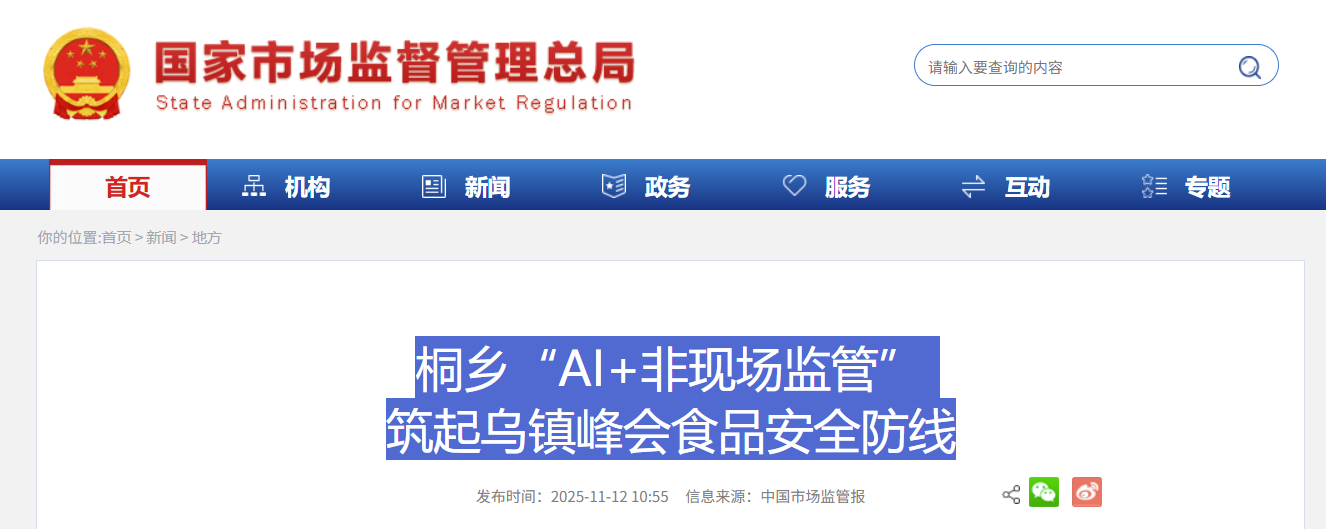 国家市场监督管理总局
State Administration for Market Regulation
请输入要查询的内容
首页 机构 新闻 政务 服务 互动 专题
你的位置:首页 > 新闻 > 地方
桐乡“AI+非现场监管”
筑起乌镇峰会食品安全防线
发布时间：2025-11-12 10:55 信息来源：中国市场监管报